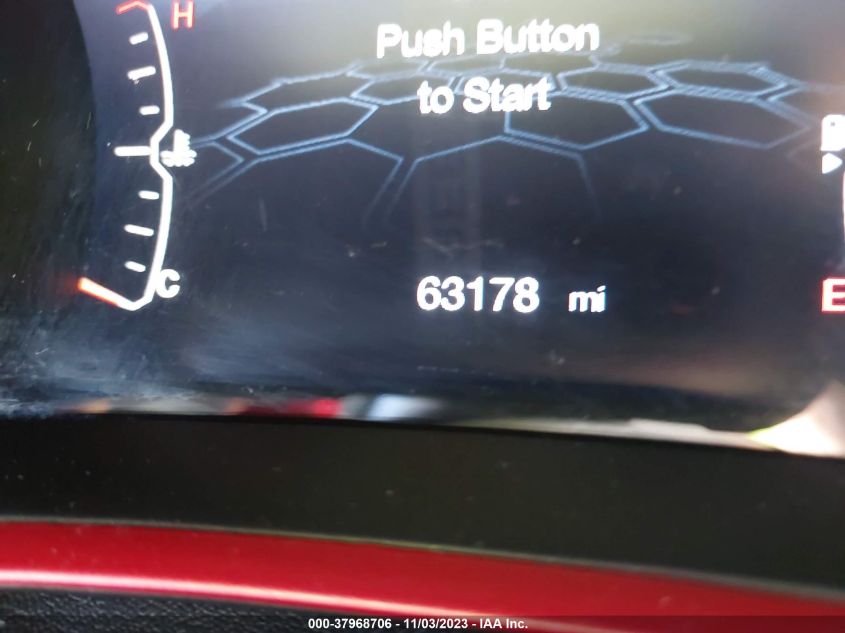 H
Push Button
to Start
C
63178 mi
E
000-37968706 - 11/03/2023 - IAA Inc.